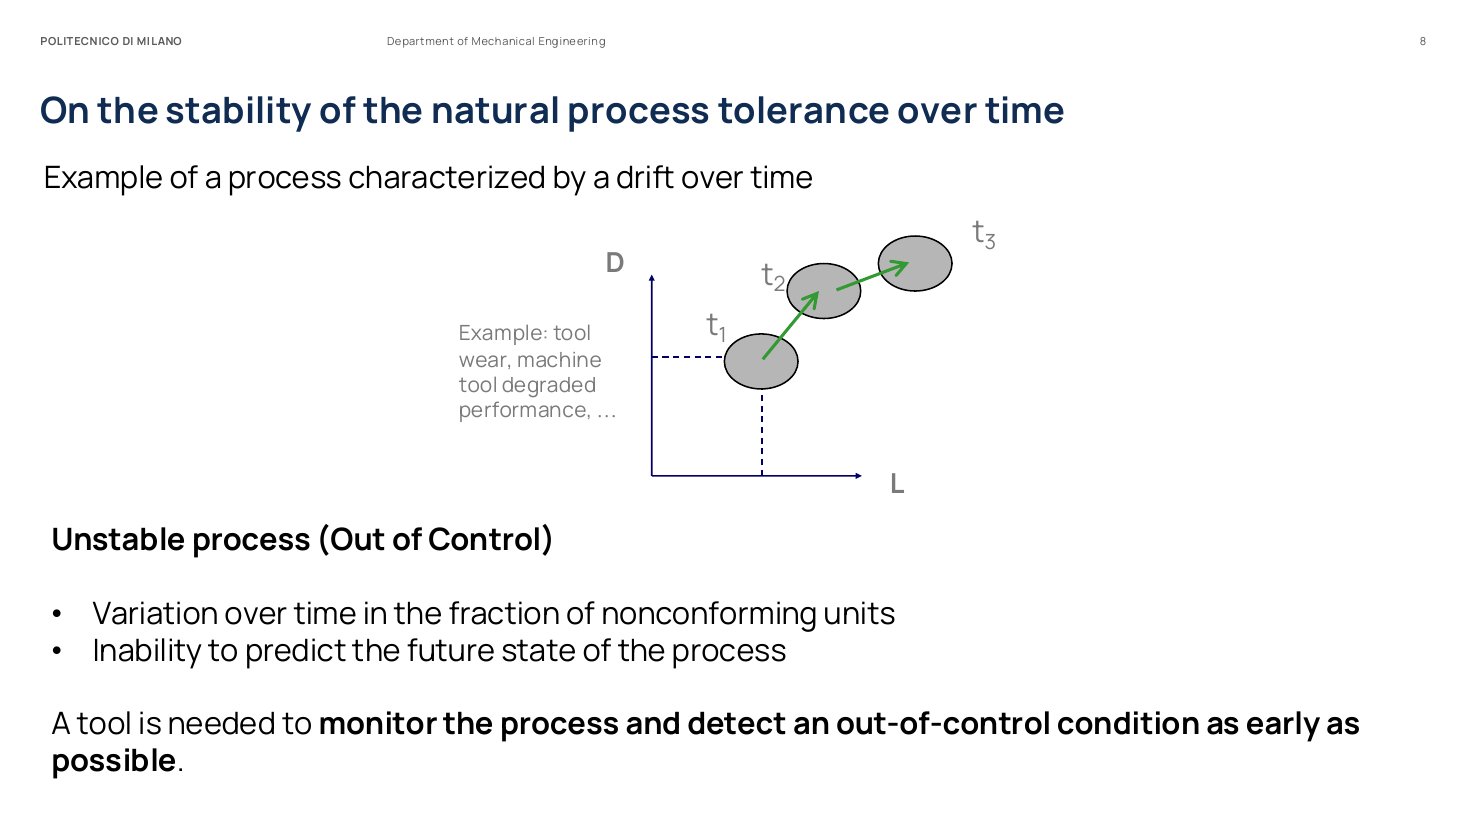 POLITECNICO DI MILANO
Department of Mechanical Engineering
8
On the stability of the natural process tolerance over time
Example of a process characterized by a drift over time
t3
D
t2
t1
Example: tool
wear, machine
tool degraded
performance, …
L
Unstable process (Out of Control)
• Variation over time in the fraction of nonconforming units
• Inability to predict the future state of the process
A tool is needed to monitor the process and detect an out-of-control condition as early as
possible.